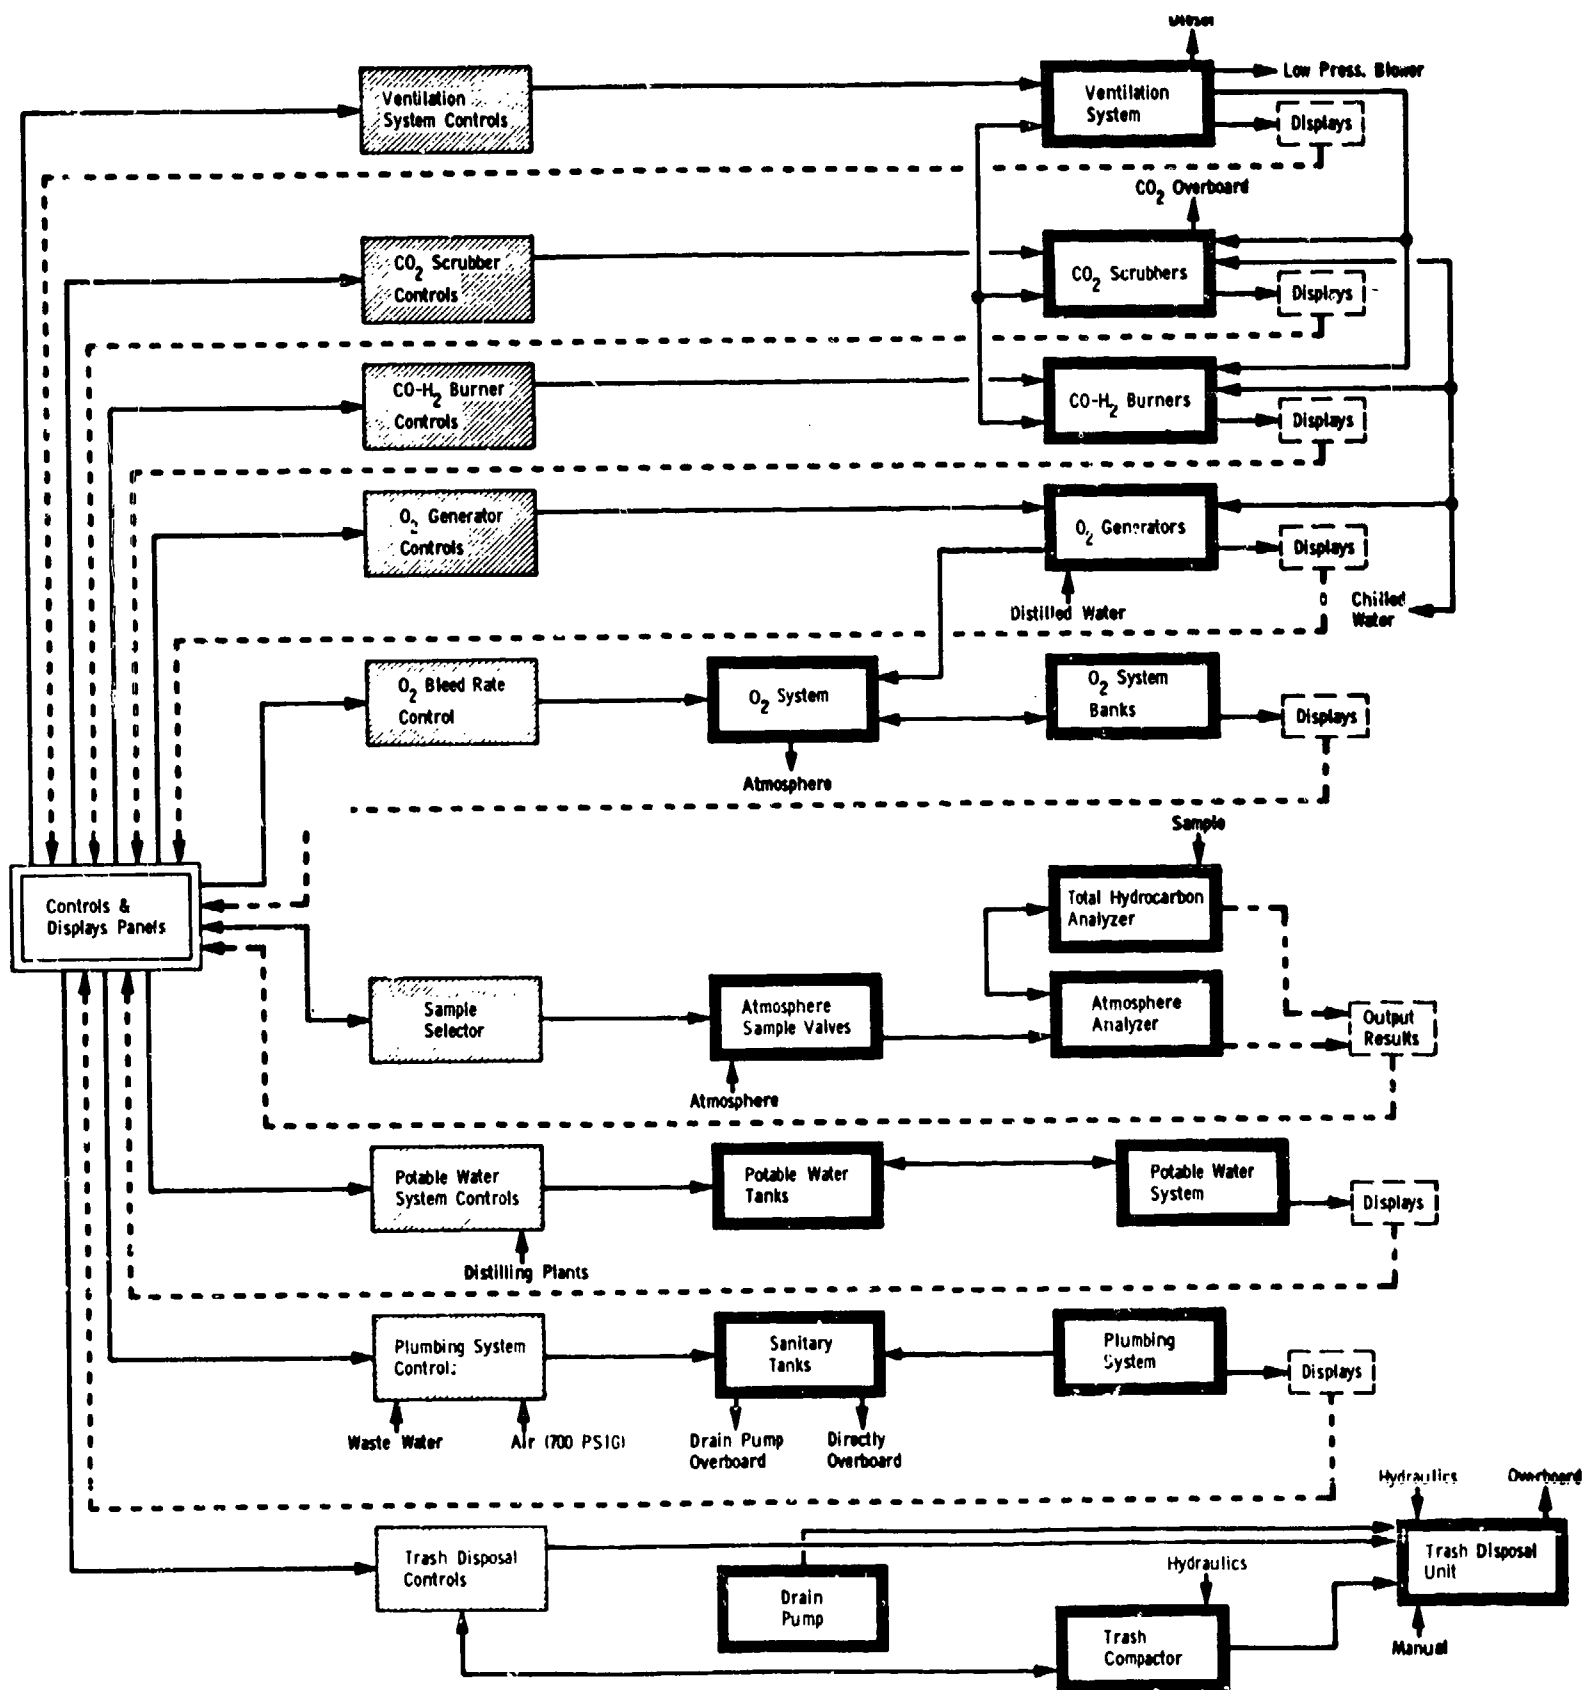 Low Press. Blower
Ventilation
System Controls
Ventilation
System
Displays
CO2 Overboard
CO2 Scrubber
Controls
CO2 Scrubbers
Displays
CO-H2 Burner
Controls
CO-H2 Burners
Displays
O2 Generator
Controls
O2 Generators
Displays
Distilled Water
Chilled
Water
O2 Bleed Rate
Control
O2 System
O2 System
Banks
Displays
Atmosphere
Sample
Controls &
Displays Panels
Total Hydrocarbon
Analyzer
Sample
Selector
Atmosphere
Sample Valves
Atmosphere
Analyzer
Output
Results
Atmosphere
Potable Water
System Controls
Potable Water
Tanks
Potable Water
System
Displays
Distilling Plants
Plumbing System
Controls
Sanitary
Tanks
Plumbing
System
Displays
Waste Water
Air (700 PSIG)
Drain Pump
Overboard
Directly
Overboard
Hydraulics
Overboard
Trash Disposal
Controls
Drain
Pump
Hydraulics
Trash Disposal
Unit
Trash
Compactor
Manual